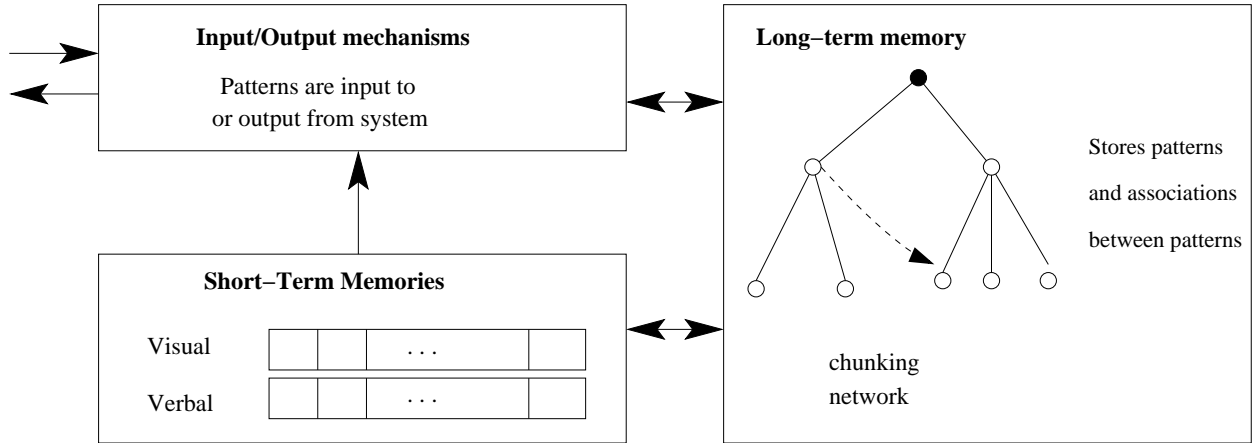 Input/Output mechanisms
Patterns are input to
or output from system
Short−Term Memories
Visual
. . .
Verbal
. . .
Long−term memory
Stores patterns
and associations
between patterns
chunking
network